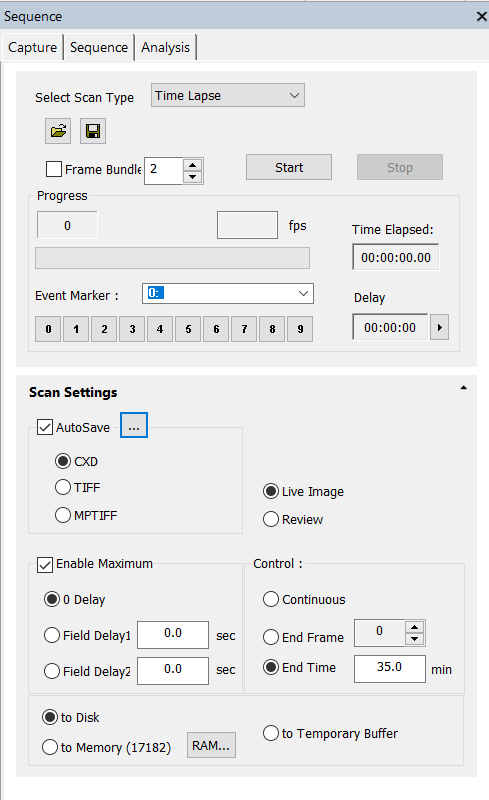 Sequence
Capture Sequence Analysis
Select Scan Type Time Lapse
Frame Bundle 2 Start Stop
Progress
0 fps Time Elapsed:
00:00:00.00
Event Marker : 0: Delay
0 1 2 3 4 5 6 7 8 9 00:00:00
Scan Settings
AutoSave ...
CXD
TIFF Live Image
MPTIFF Review
Enable Maximum Control :
0 Delay Continuous
Field Delay1 0.0 sec End Frame 0
Field Delay2 0.0 sec End Time 35.0 min
to Disk
to Memory (17182) RAM... to Temporary Buffer